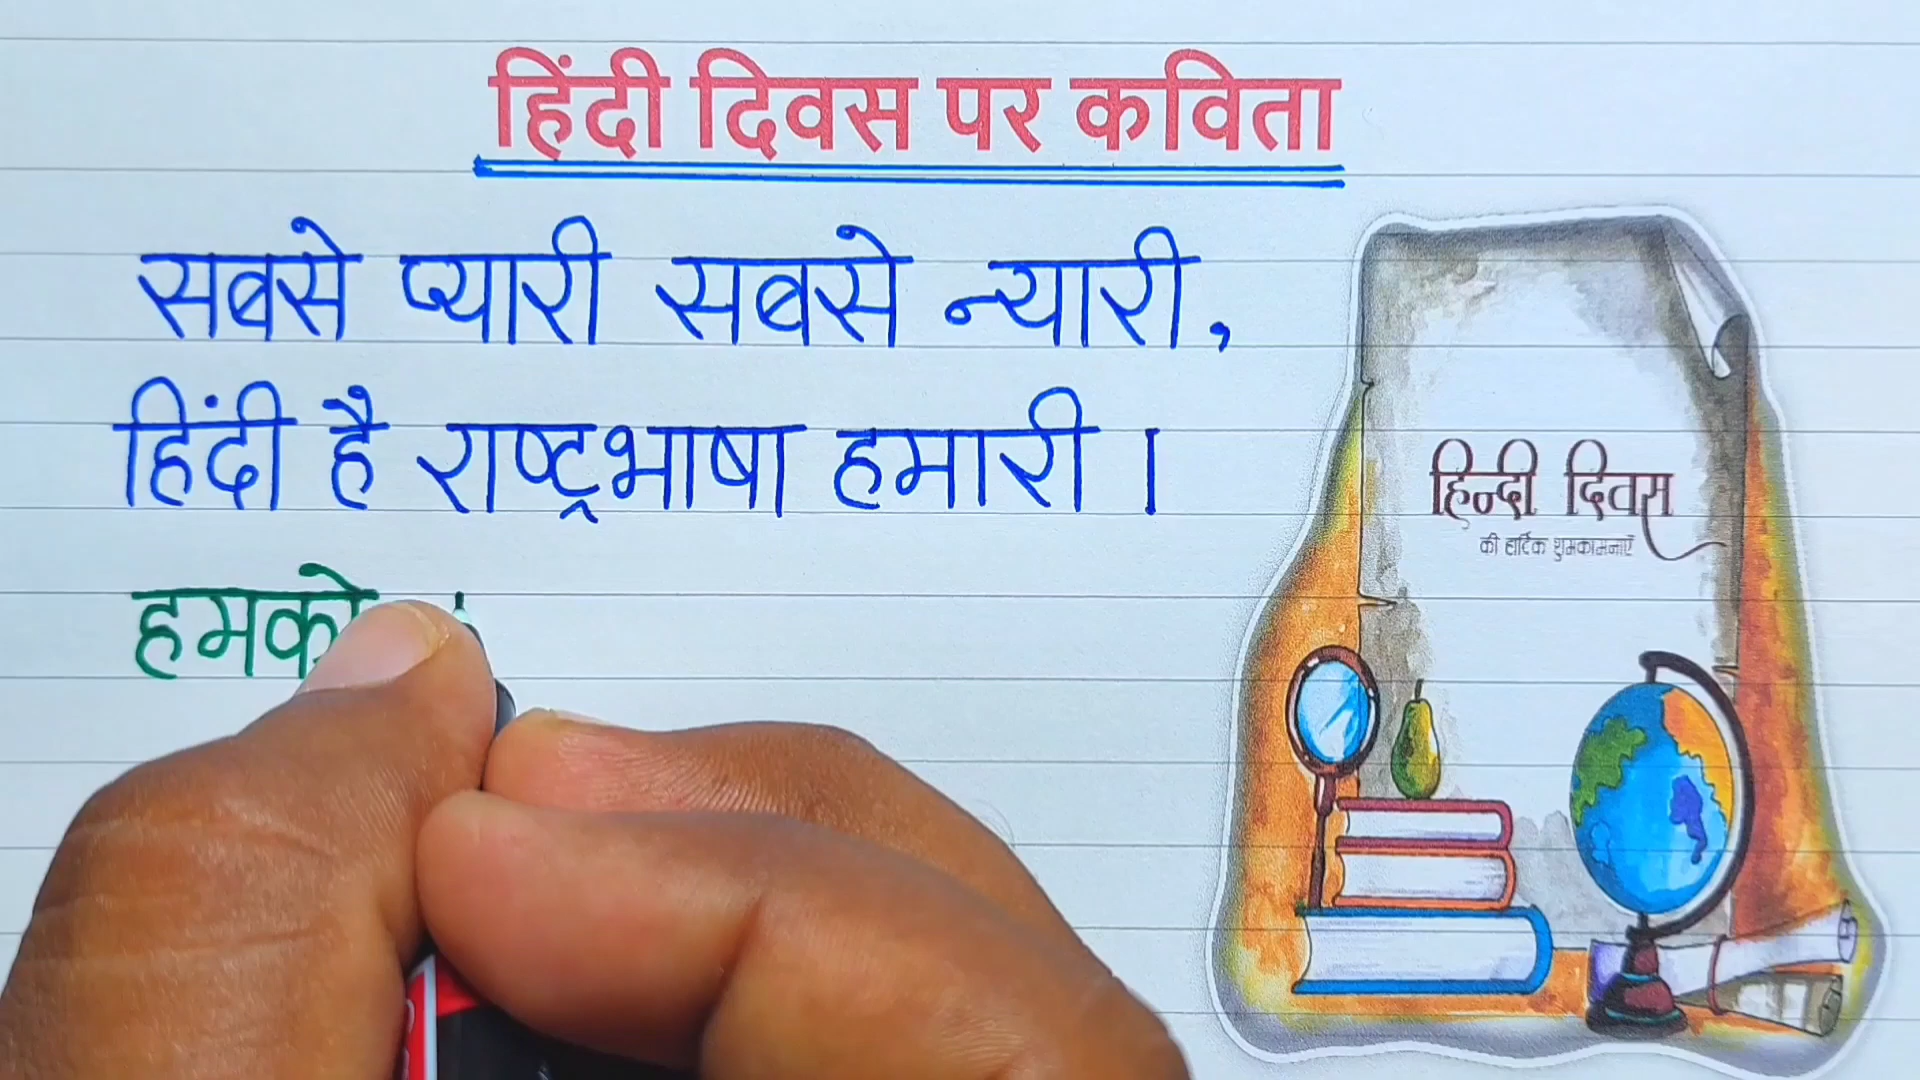 हिंदी दिवस पर कविता
सबसे प्यारी सबसे न्यारी,
हिंदी है राष्ट्रभाषा हमारी।
हमको
हिन्दी दिवस
की हार्दिक शुभकामनाएँ